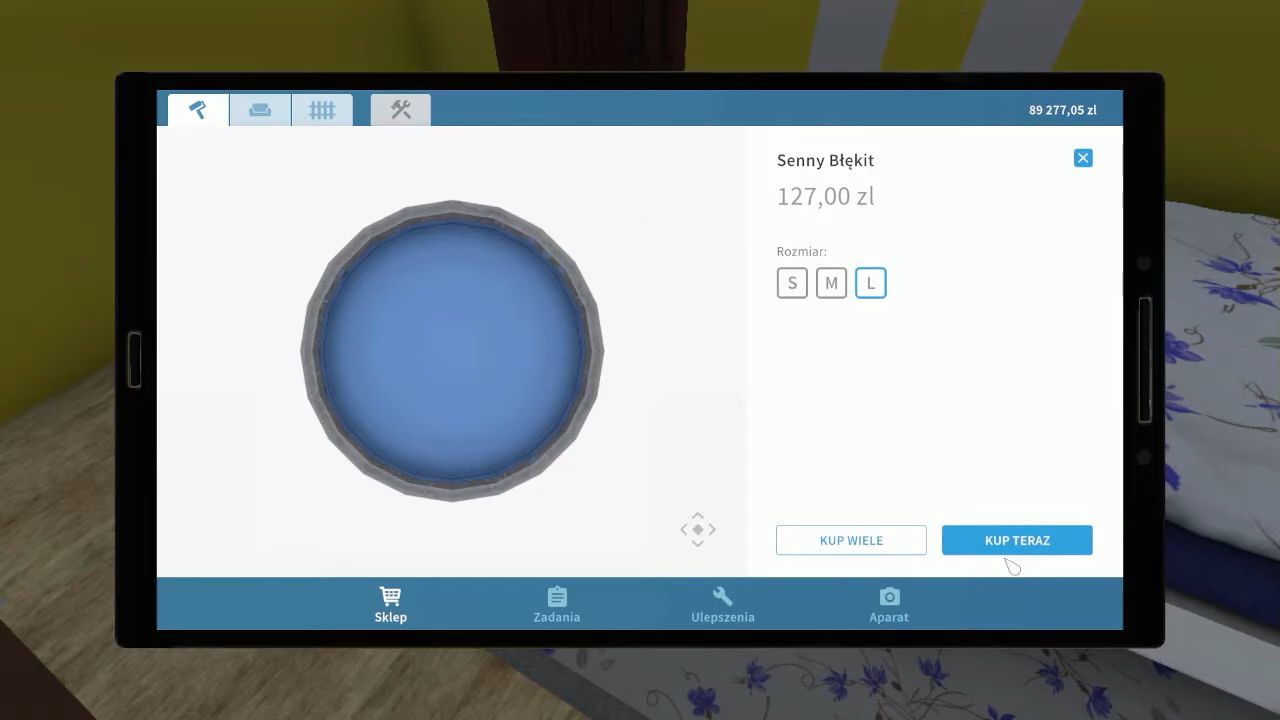 89 277,05 zl
Senny Błękit
127,00 zl
Rozmiar:
S M L
KUP WIELE KUP TERAZ
Sklep Zadania Ulepszenia Aparat